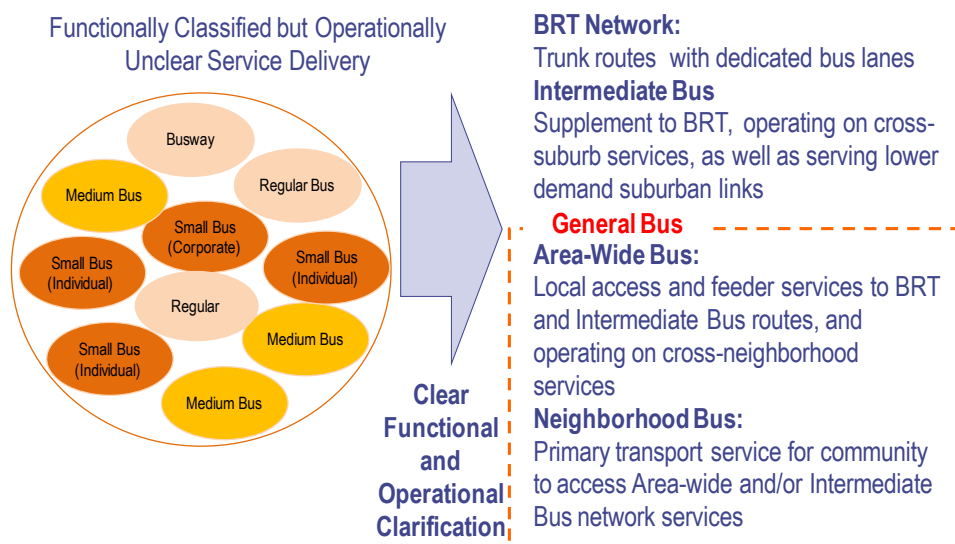 Functionally Classified but Operationally
Unclear Service Delivery
Busway
Regular Bus
Medium Bus
Small Bus
(Corporate)
Small Bus
(Individual)
Small Bus
(Individual)
Regular
Medium Bus
Small Bus
(Individual)
Medium Bus
Clear
Functional
and
Operational
Clarification
BRT Network:
Trunk routes with dedicated bus lanes
Intermediate Bus
Supplement to BRT, operating on cross-
suburb services, as well as serving lower
demand suburban links
General Bus
Area-Wide Bus:
Local access and feeder services to BRT
and Intermediate Bus routes, and
operating on cross-neighborhood
services
Neighborhood Bus:
Primary transport service for community
to access Area-wide and/or Intermediate
Bus network services